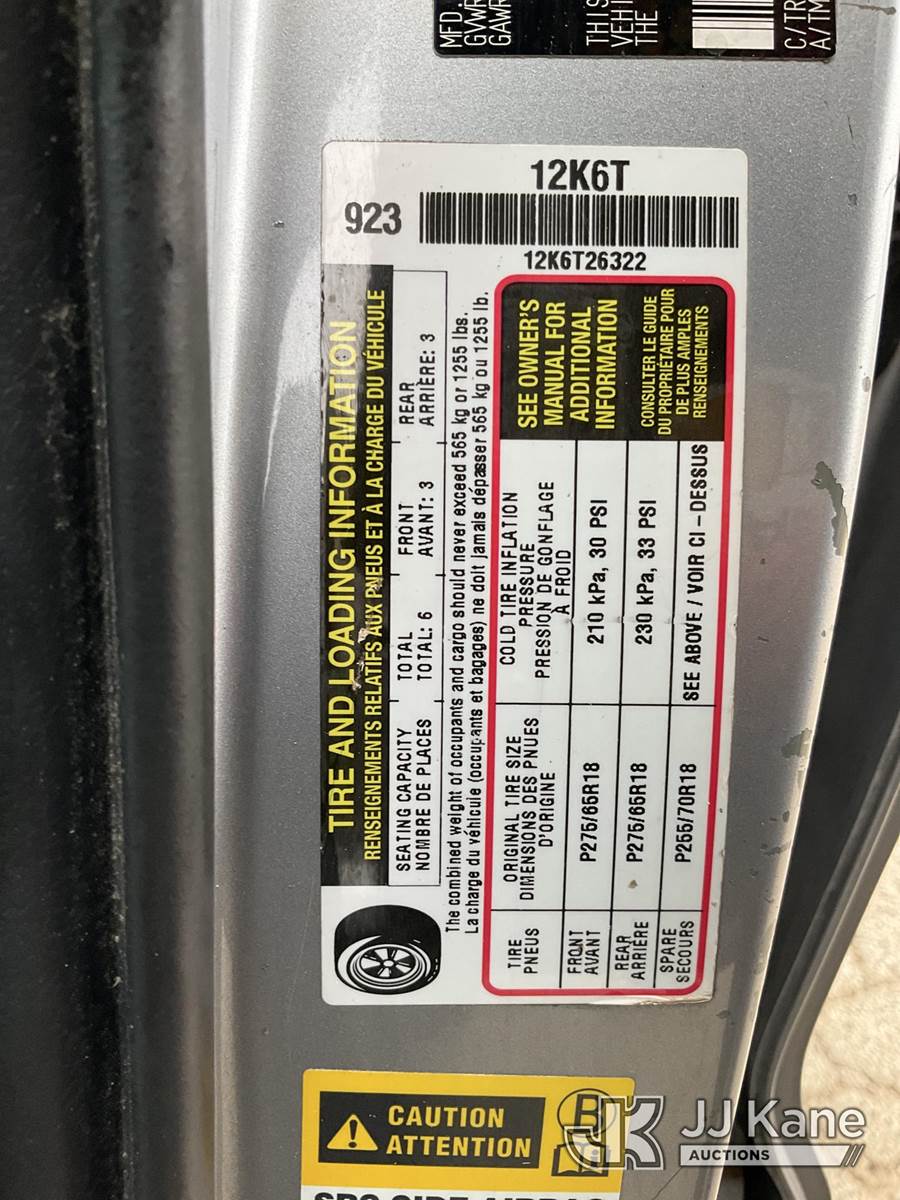 MFD.
GVWR
GAWR
THIS
VEHI
THE
C/TR
A/TM
12K6T
923
12K6T26322
TIRE AND LOADING INFORMATION
RENSEIGNEMENTS RELATIFS AUX PNEUS ET À LA CHARGE DU VÉHICULE
SEATING CAPACITY
NOMBRE DE PLACES
TOTAL
TOTAL: 6
FRONT
AVANT: 3
REAR
ARRIÈRE: 3
The combined weight of occupants and cargo should never exceed 565 kg or 1255 lbs.
La charge du véhicule (occupants et bagages) ne doit jamais dépasser 565 kg ou 1255 lb.
TIRE
PNEUS
ORIGINAL TIRE SIZE
DIMENSIONS DES PNUES
D'ORIGINE
COLD TIRE INFLATION
PRESSURE
PRESSION DE GONFLAGE
À FROID
SEE OWNER'S
MANUAL FOR
ADDITIONAL
INFORMATION
CONSULTER LE GUIDE
DU PROPRIÉTAIRE POUR
DE PLUS AMPLES
RENSEIGNEMENTS
FRONT
AVANT
P275/65R18
210 kPa, 30 PSI
REAR
ARRIÈRE
P275/65R18
230 kPa, 33 PSI
SPARE
SECOURS
P255/70R18
SEE ABOVE / VOIR CI - DESSUS
CAUTION
ATTENTION
JJ Kane
AUCTIONS